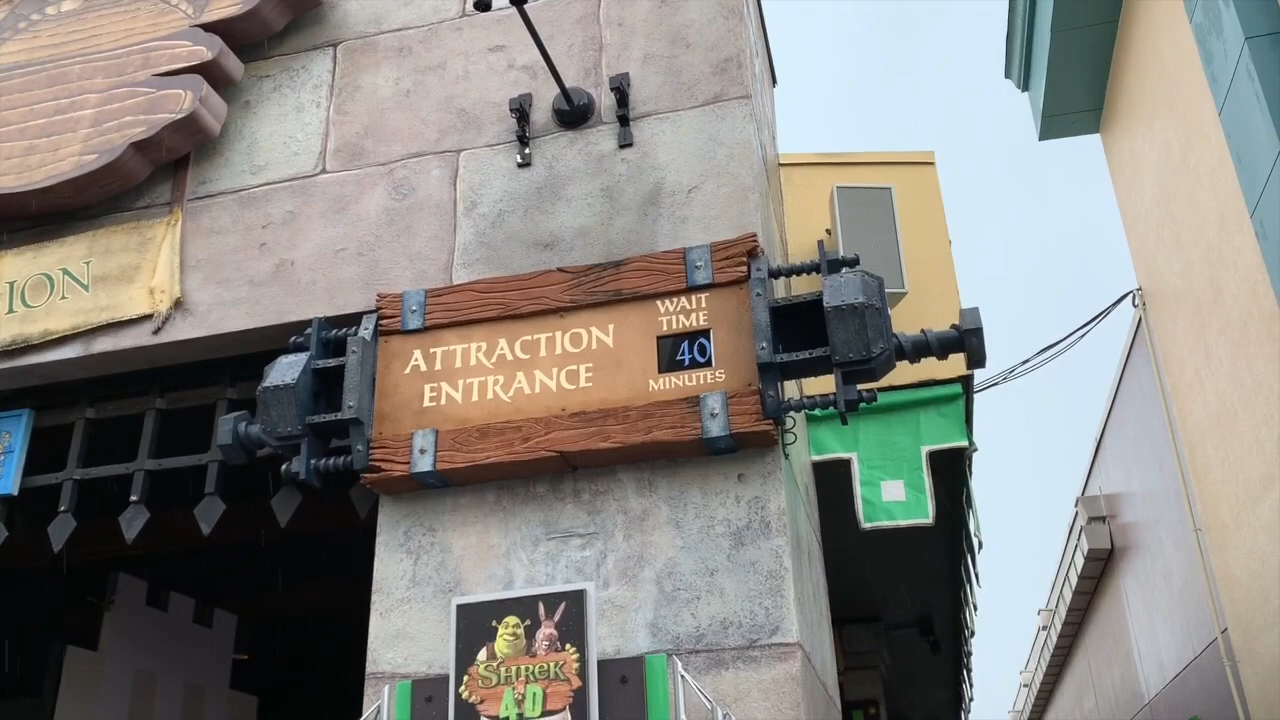 ION
ATTRACTION
ENTRANCE
WAIT
TIME
40
MINUTES
SHREK
4D